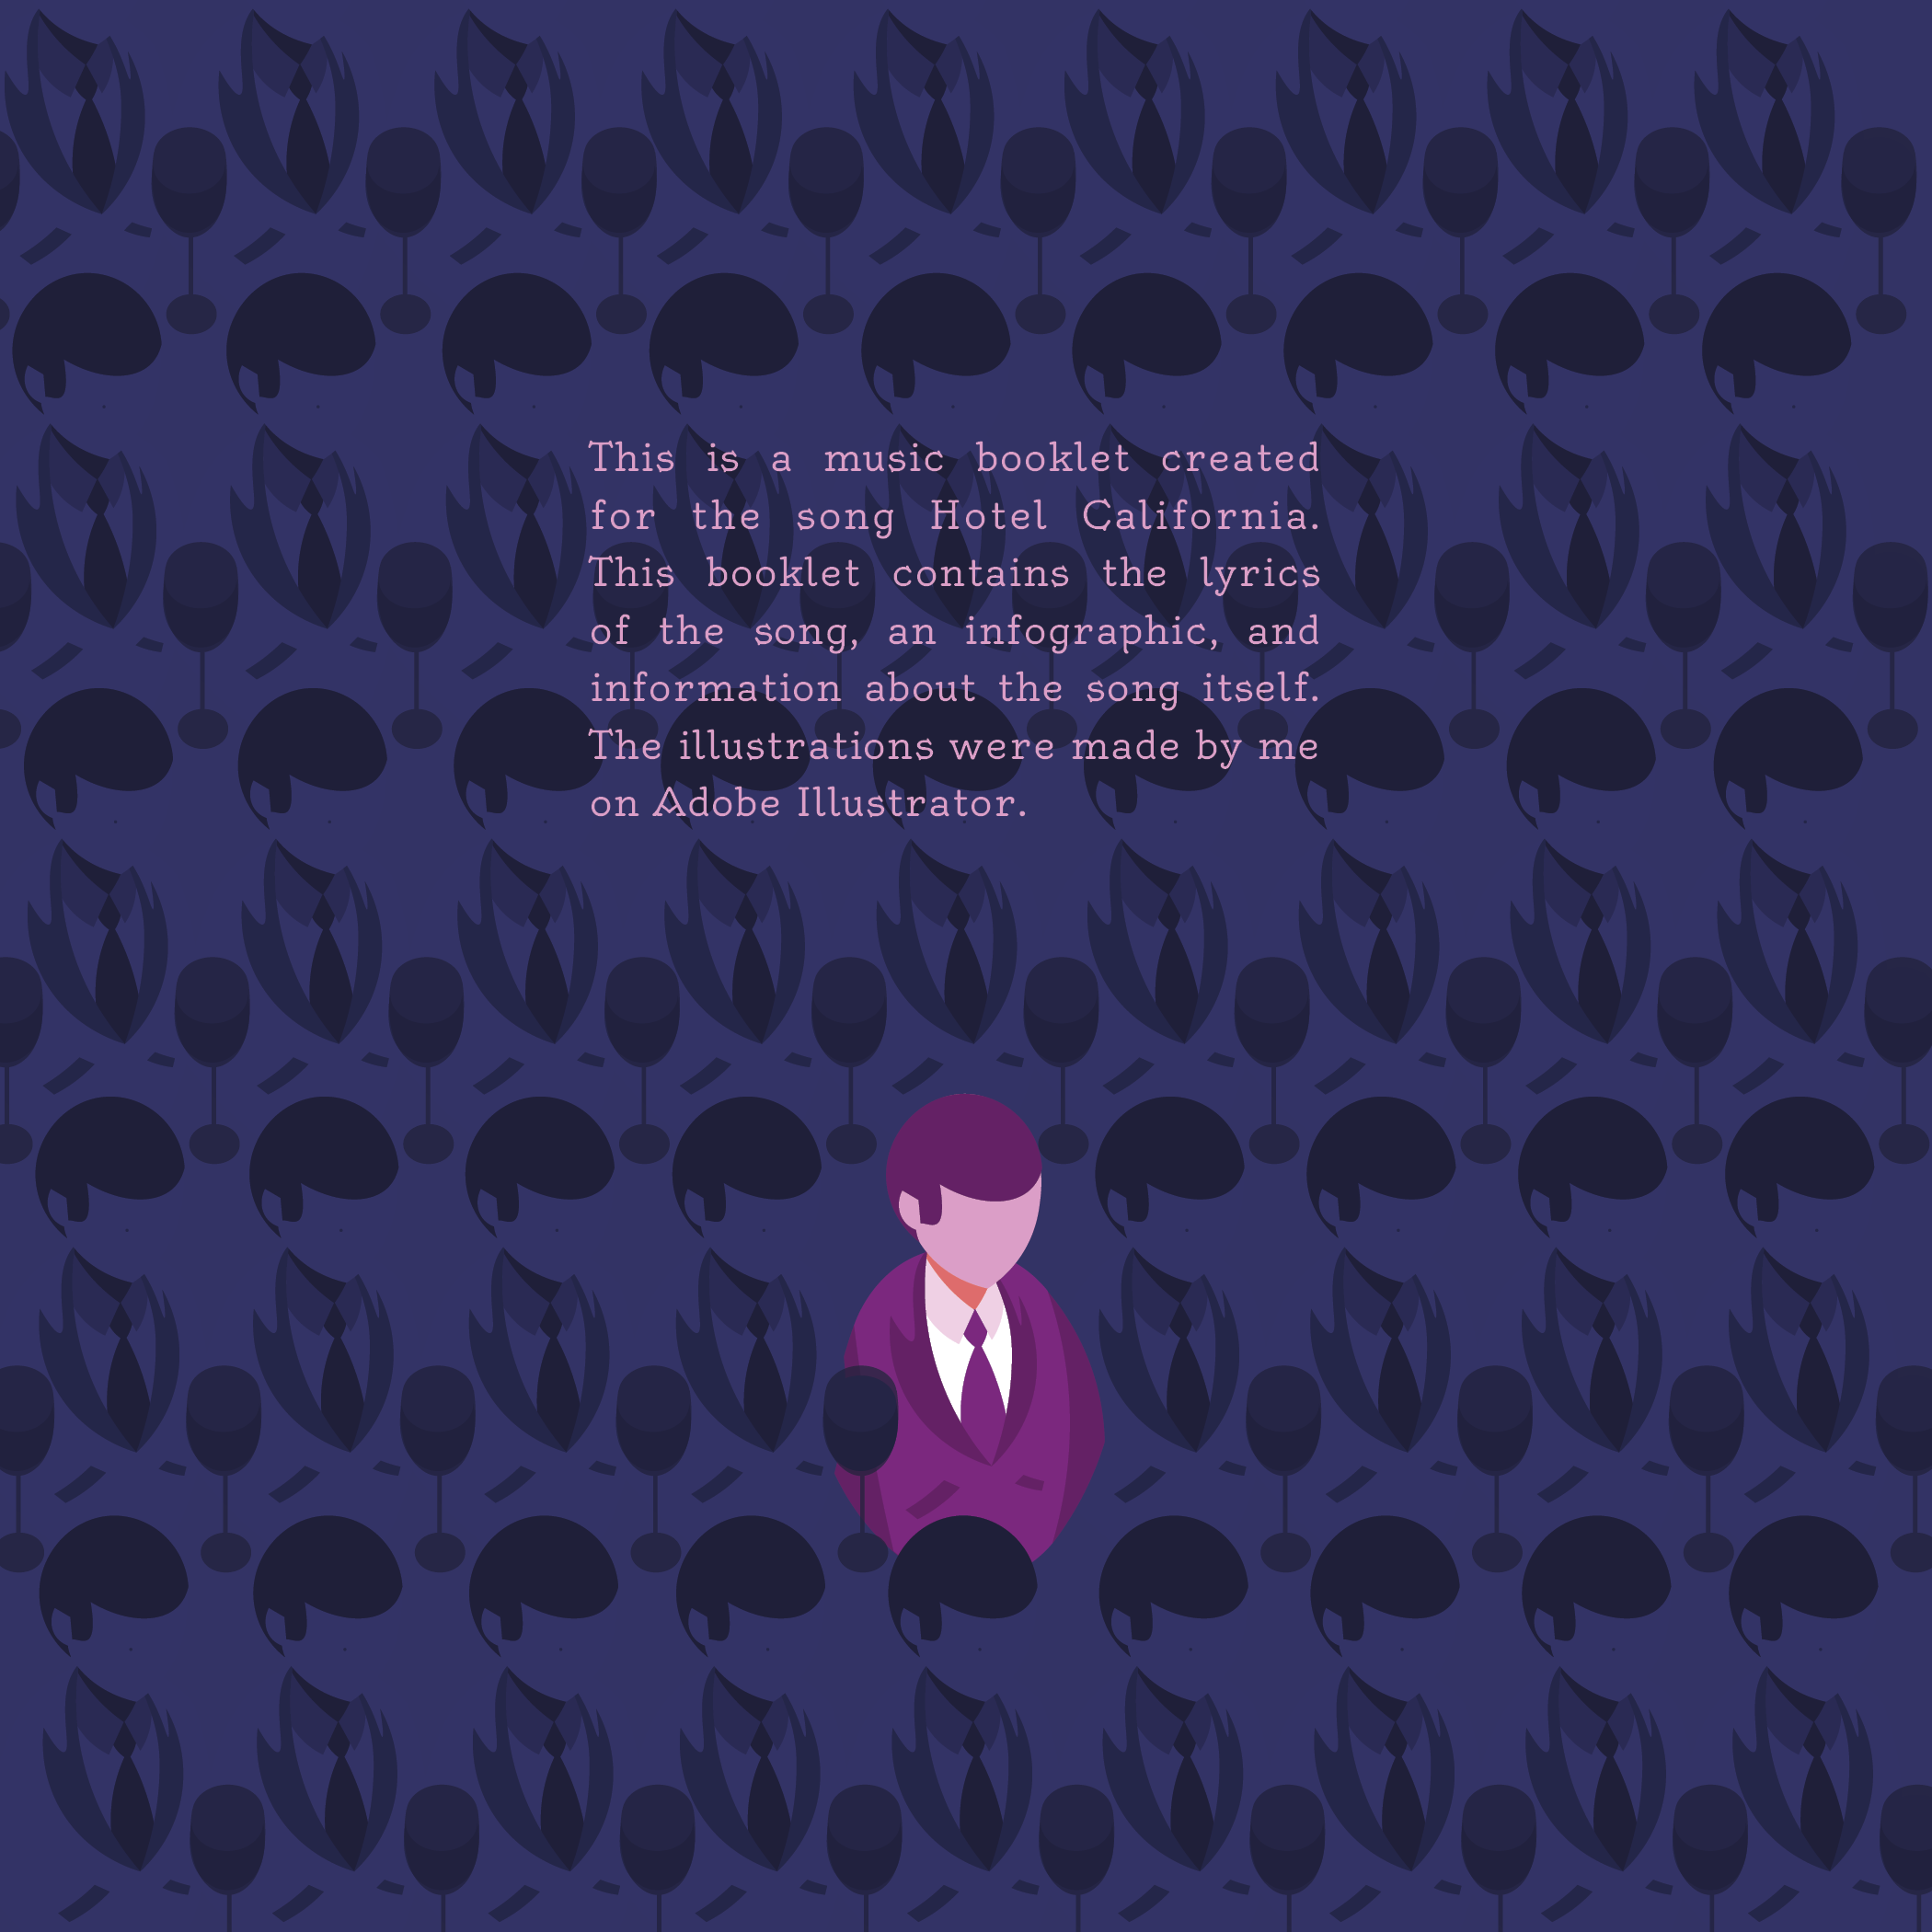 This is a music booklet created
for the song Hotel California.
This booklet contains the lyrics
of the song, an infographic, and
information about the song itself.
The illustrations were made by me
on Adobe Illustrator.